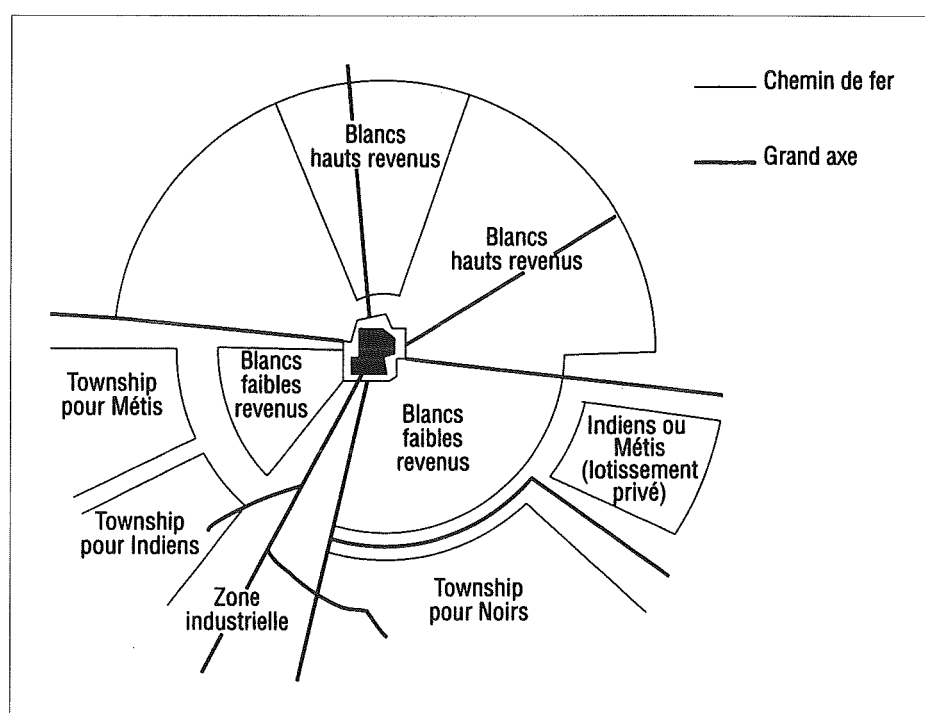 Chemin de fer
Grand axe
Blancs
hauts revenus
Blancs
hauts revenus
Blancs
faibles
revenus
Township
pour Métis
Blancs
faibles
revenus
Indiens ou
Métis
(lotissement
privé)
Township
pour Indiens
Zone
industrielle
Township
pour Noirs